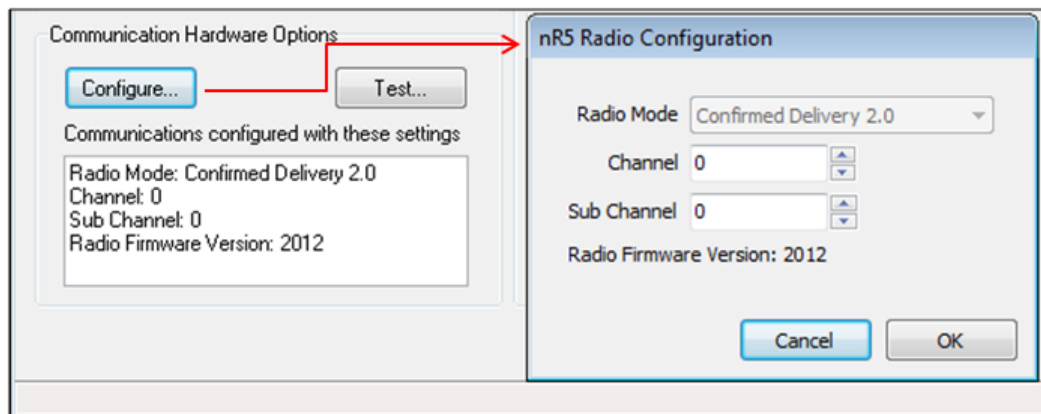 Communication Hardware Options
Configure...
Test...
Communications configured with these settings
Radio Mode: Confirmed Delivery 2.0
Channel: 0
Sub Channel: 0
Radio Firmware Version: 2012
nR5 Radio Configuration
Radio Mode Confirmed Delivery 2.0
Channel 0
Sub Channel 0
Radio Firmware Version: 2012
Cancel OK